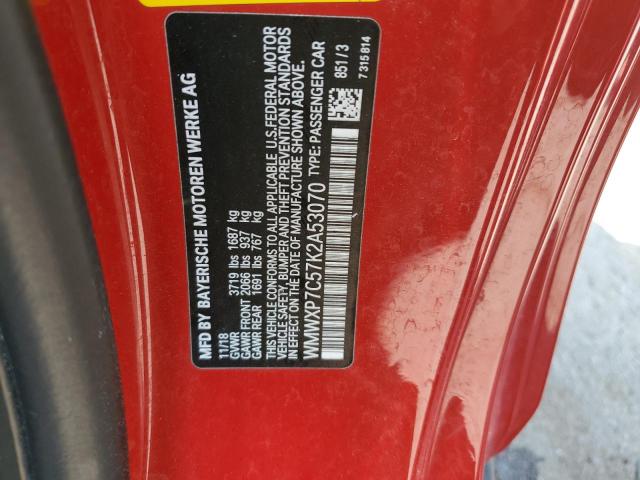 MFD BY BAYERISCHE MOTOREN WERKE AG
11/18
GVWR 3719 lbs 1687 kg
GAWR FRONT 2066 lbs 937 kg
GAWR REAR 1691 lbs 767 kg
THIS VEHICLE CONFORMS TO ALL APPLICABLE U.S.FEDERAL MOTOR
VEHICLE SAFETY, BUMPER AND THEFT PREVENTION STANDARDS
IN EFFECT ON THE DATE OF MANUFACTURE SHOWN ABOVE.
WMWXP7C57K2A53070 TYPE: PASSENGER CAR
851/3
7 315 814